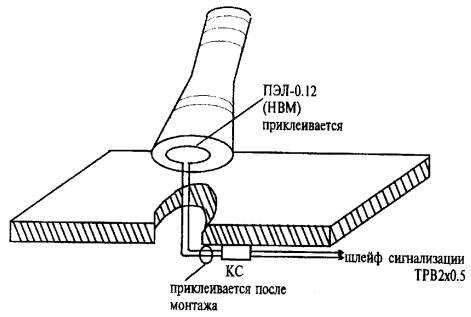 ПЭЛ-0.12
(НВМ)
приклеивается
шлейф сигнализации
ТРВ2х0.5
КС
приклеивается после
монтажа